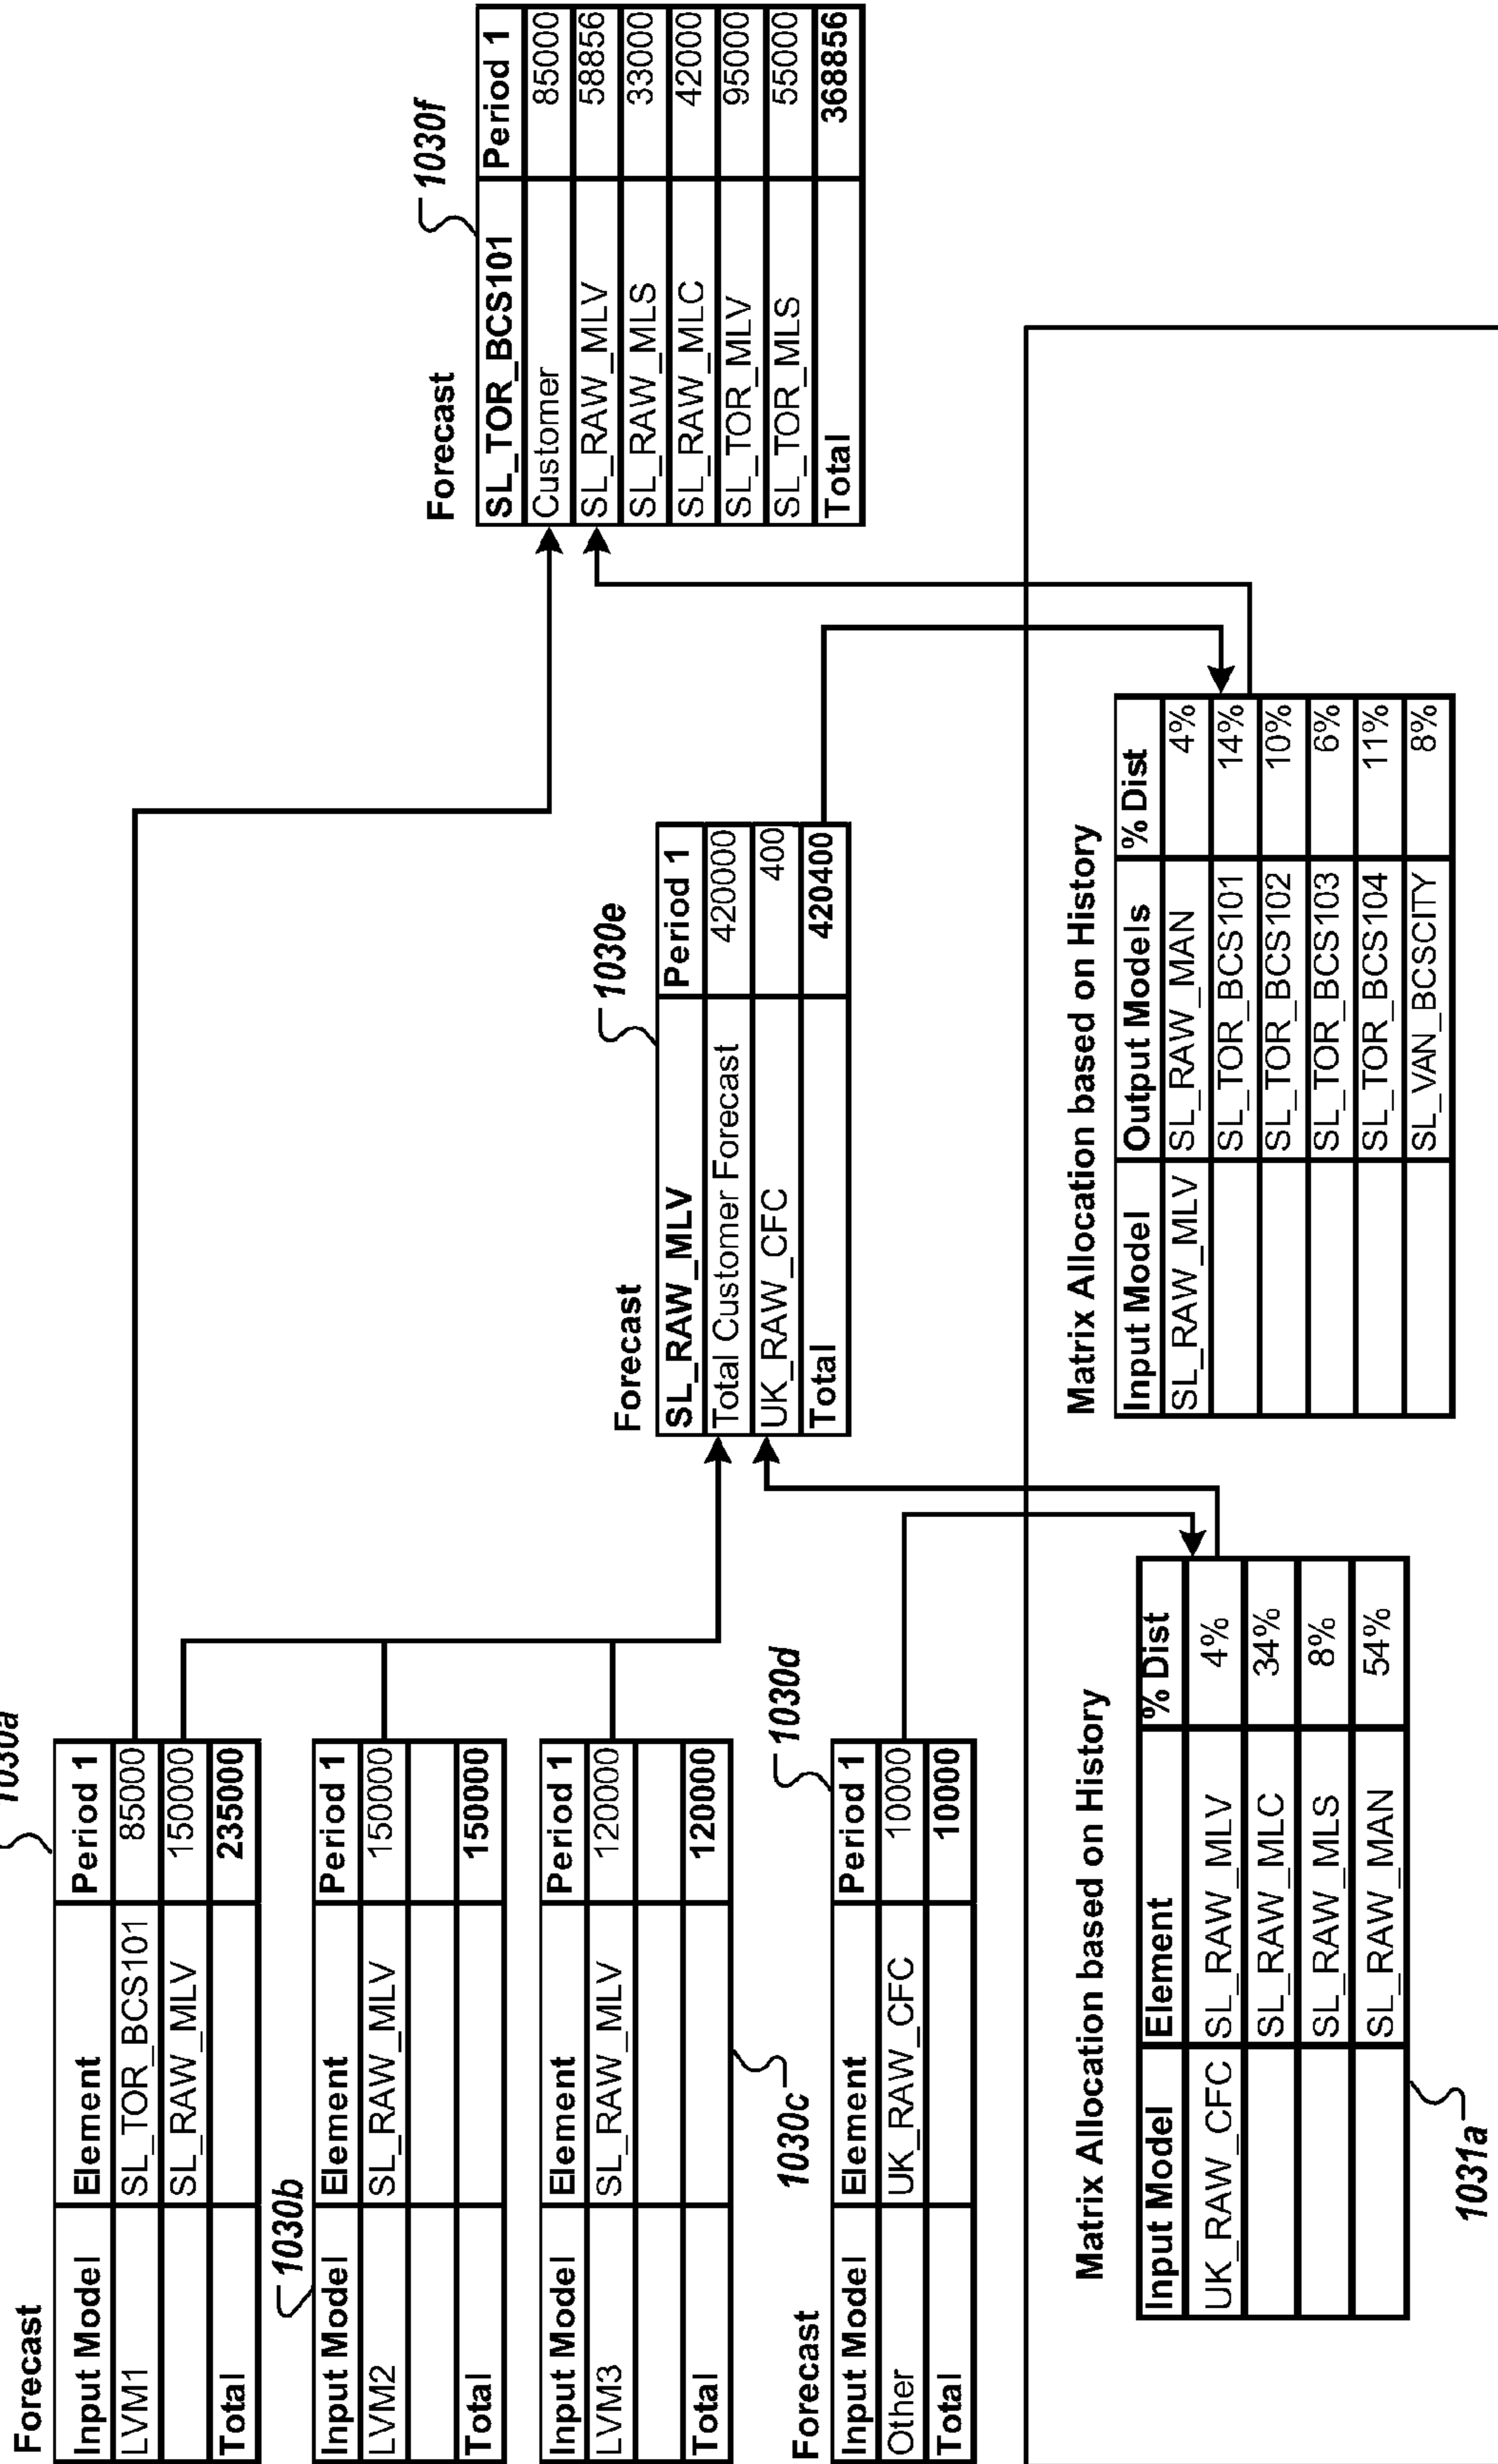 Forecast
1030a
Input Model Element Period 1
LVM1 SL_TOR_BCS101 85000
SL_RAW_MLV 150000
Total 235000
1030b
Input Model Element Period 1
LVM2 SL_RAW_MLV 150000
Total 150000
Input Model Element Period 1
LVM3 SL_RAW_MLV 120000
Total 120000
1030c
Forecast
1030d
Input Model Element Period 1
Other UK_RAW_CFC 10000
Total 10000
Matrix Allocation based on History
Input Model Element % Dist
UK_RAW_CFC SL_RAW_MLV 4%
SL_RAW_MLC 34%
SL_RAW_MLS 8%
SL_RAW_MAN 54%
1031a
Forecast
1030e
SL_RAW_MLV Period 1
Total Customer Forecast 420000
UK_RAW_CFC 400
Total 420400
Matrix Allocation based on History
Input Model Output Models % Dist
SL_RAW_MLV SL_RAW_MAN 4%
SL_TOR_BCS101 14%
SL_TOR_BCS102 10%
SL_TOR_BCS103 6%
SL_TOR_BCS104 11%
SL_VAN_BCSCITY 8%
Forecast
1030f
SL_TOR_BCS101 Period 1
Customer 85000
SL_RAW_MLV 58856
SL_RAW_MLS 33000
SL_RAW_MLC 42000
SL_TOR_MLV 95000
SL_TOR_MLS 55000
Total 368856